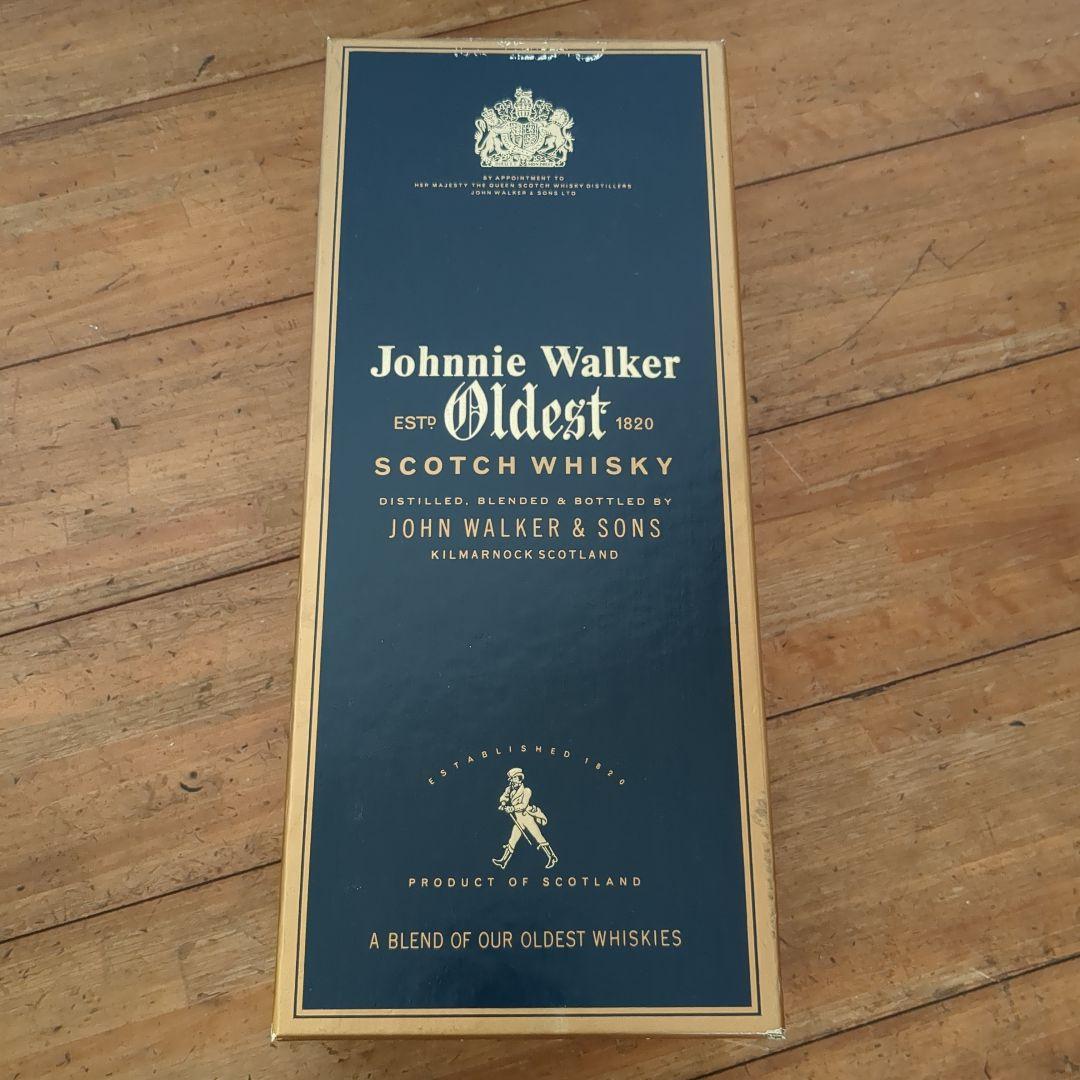 BY APPOINTMENT TO
HER MAJESTY THE QUEEN SCOTCH WHISKY DISTILLERS
JOHN WALKER & SONS LTD
Johnnie Walker
ESTD Oldest 1820
SCOTCH WHISKY
DISTILLED, BLENDED & BOTTLED BY
JOHN WALKER & SONS
KILMARNOCK SCOTLAND
ESTABLISHED 1820
PRODUCT OF SCOTLAND
A BLEND OF OUR OLDEST WHISKIES